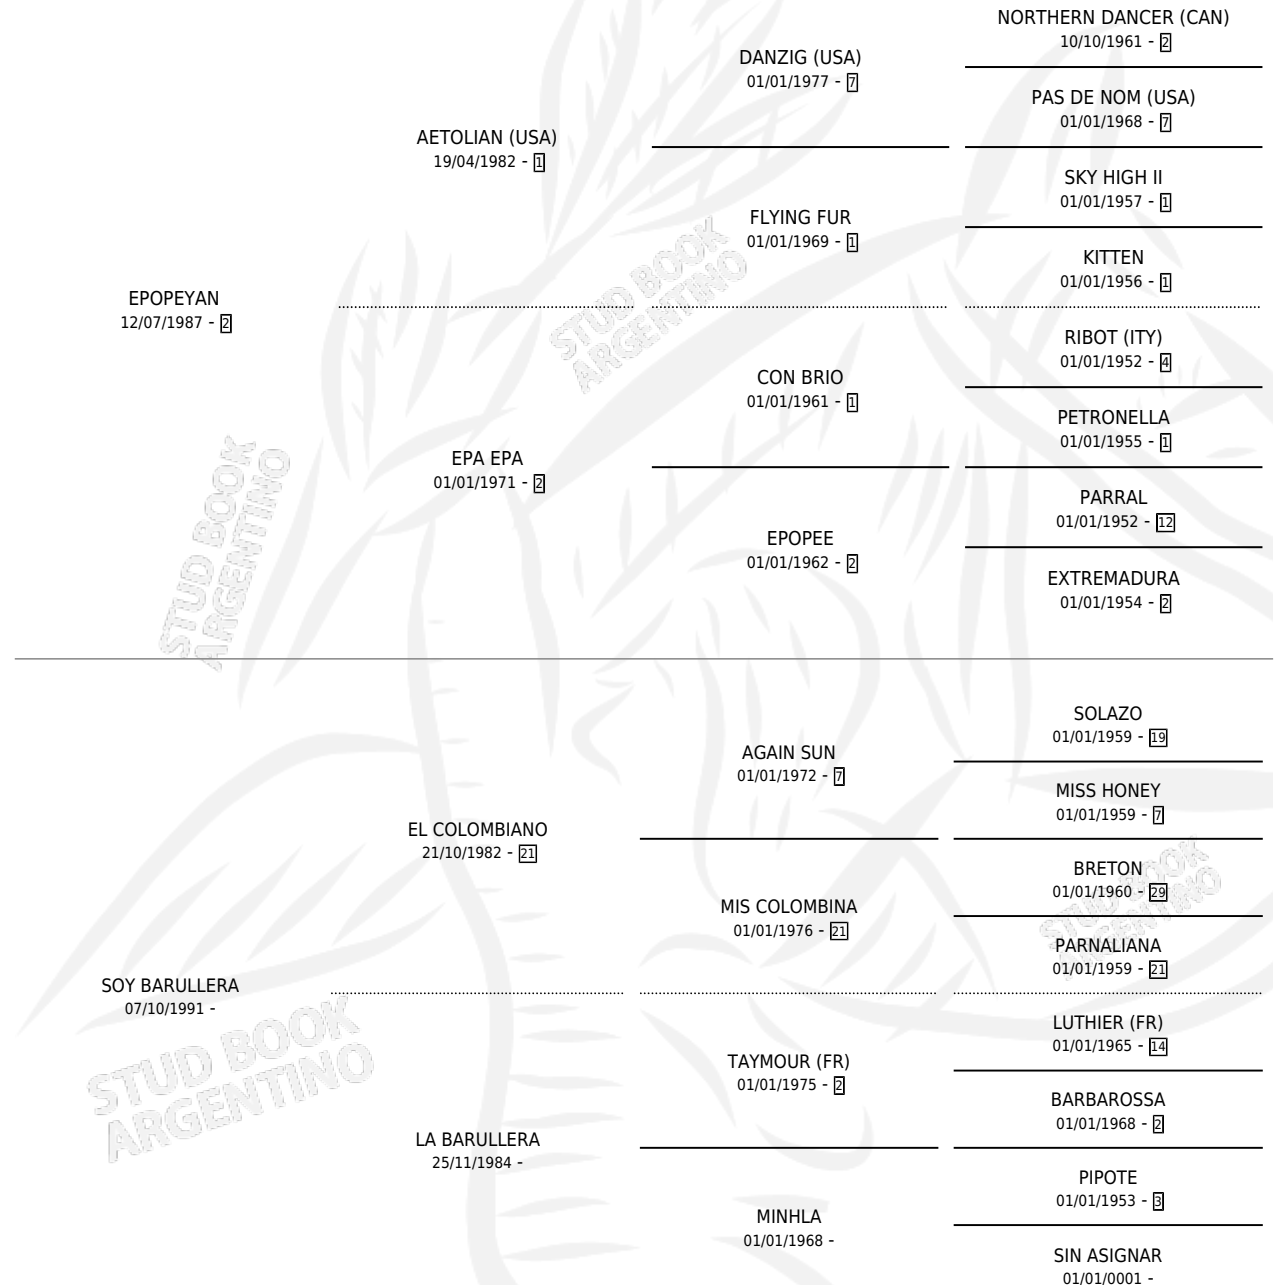 NORTHERN DANCER (CAN)
10/10/1961 - 2
DANZIG (USA)
01/01/1977 - 7
PAS DE NOM (USA)
01/01/1968 - 7
AETOLIAN (USA)
19/04/1982 - 1
SKY HIGH II
01/01/1957 - 1
FLYING FUR
01/01/1969 - 1
KITTEN
01/01/1956 - 1
EPOPEYAN
12/07/1987 - 2
RIBOT (ITY)
01/01/1952 - 4
CON BRIO
01/01/1961 - 1
PETRONELLA
01/01/1955 - 1
EPA EPA
01/01/1971 - 2
PARRAL
01/01/1952 - 12
EPOPEE
01/01/1962 - 2
EXTREMADURA
01/01/1954 - 2
SOLAZO
01/01/1959 - 19
AGAIN SUN
01/01/1972 - 7
MISS HONEY
01/01/1959 - 7
EL COLOMBIANO
21/10/1982 - 21
BRETON
01/01/1960 - 29
MIS COLOMBINA
01/01/1976 - 21
PARNALIANA
01/01/1959 - 21
SOY BARULLERA
07/10/1991 -
LUTHIER (FR)
01/01/1965 - 14
TAYMOUR (FR)
01/01/1975 - 2
BARBAROSSA
01/01/1968 - 2
LA BARULLERA
25/11/1984 -
PIPOTE
01/01/1953 - 3
MINHLA
01/01/1968 -
SIN ASIGNAR
01/01/0001 -
STUD BOOK
ARGENTINO
STUD BOOK
ARGENTINO
STUD BOOK
ARGENTINO
STUD BOOK
ARGENTINO